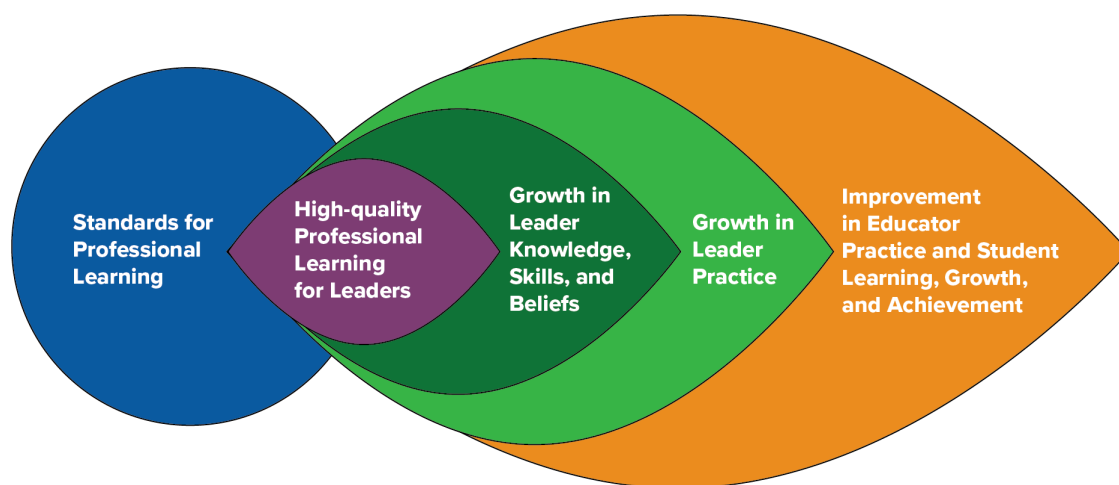 Standards for
Professional
Learning
High-quality
Professional
Learning
for Leaders
Growth in
Leader
Knowledge,
Skills, and
Beliefs
Growth in
Leader
Practice
Improvement
in Educator
Practice and Student
Learning, Growth,
and Achievement